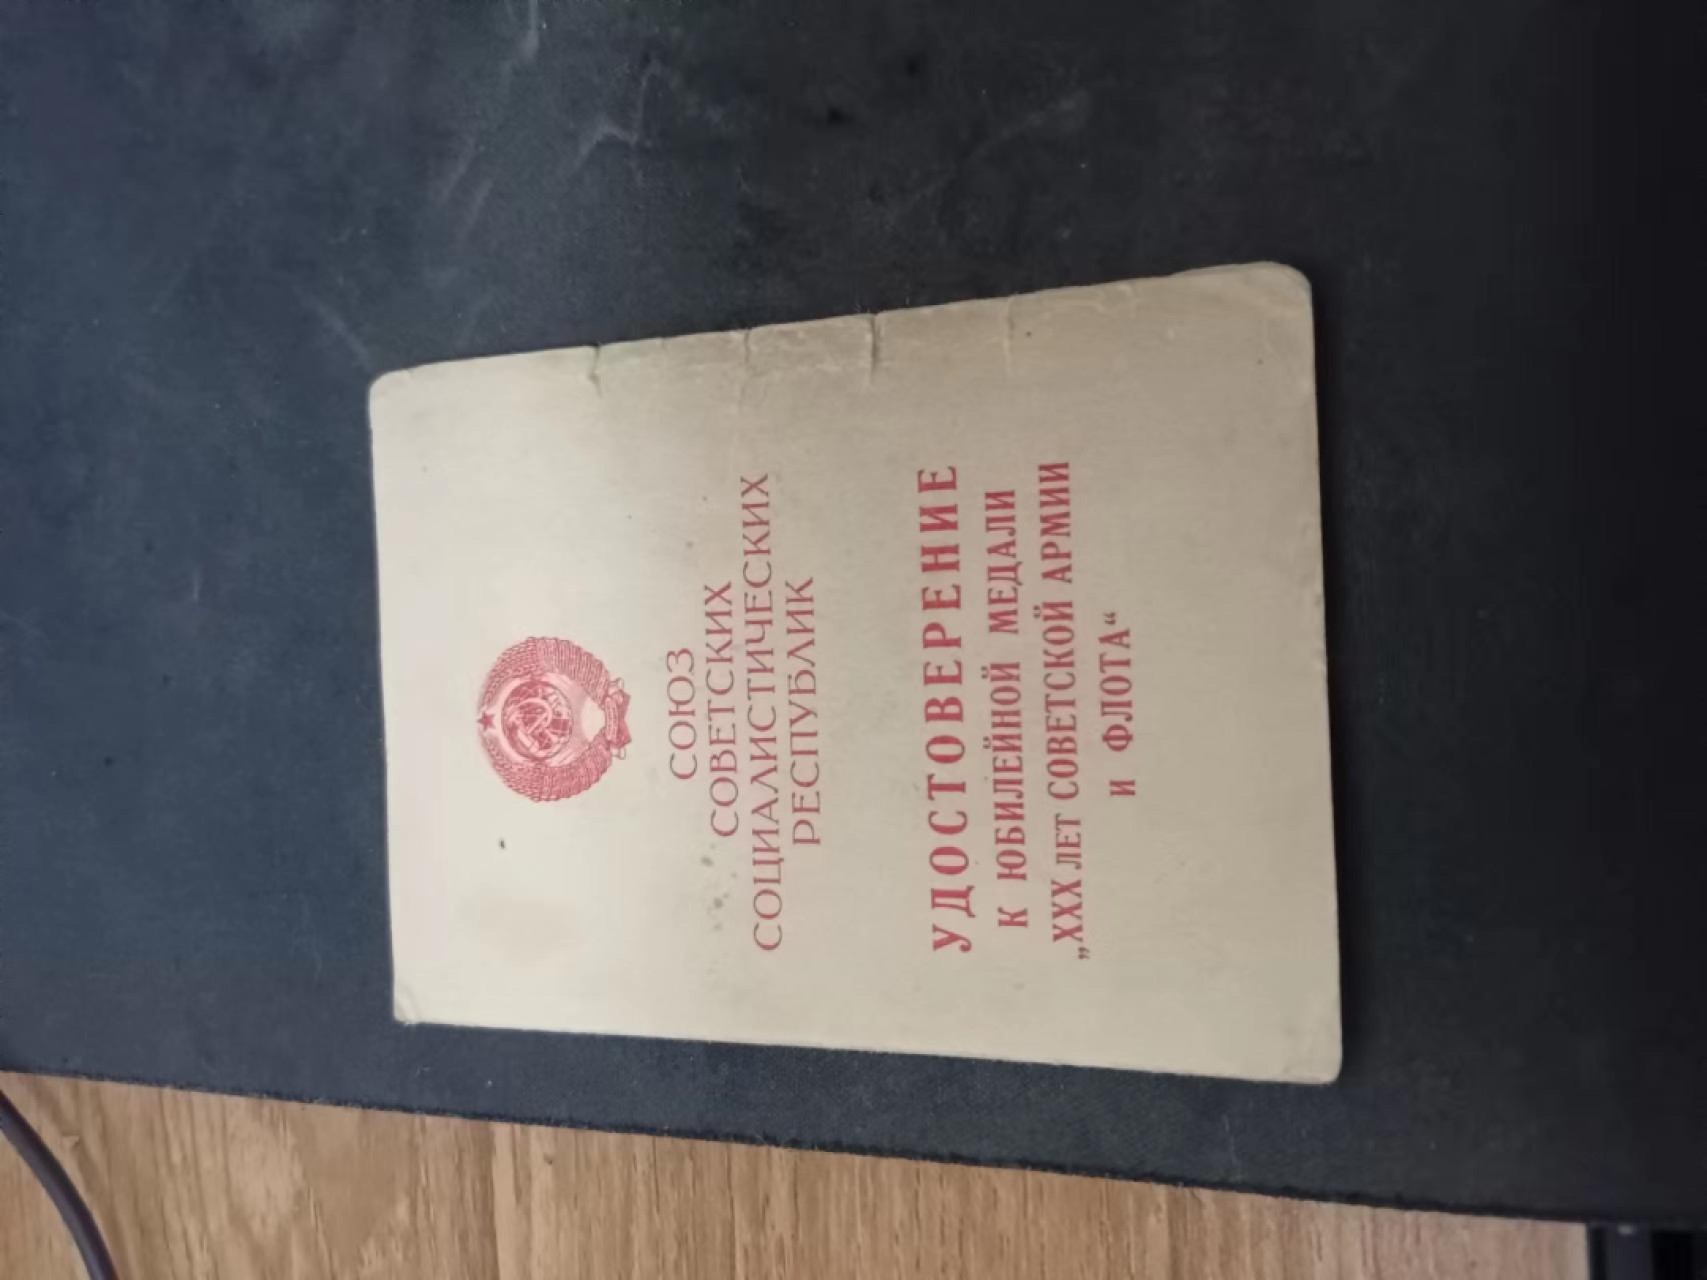 СОЮЗ
СОВЕТСКИХ
СОЦИАЛИСТИЧЕСКИХ
РЕСПУБЛИК
УДОСТОВЕРЕНИЕ
К ЮБИЛЕЙНОЙ МЕДАЛИ
„XXX ЛЕТ СОВЕТСКОЙ АРМИИ
И ФЛОТА“